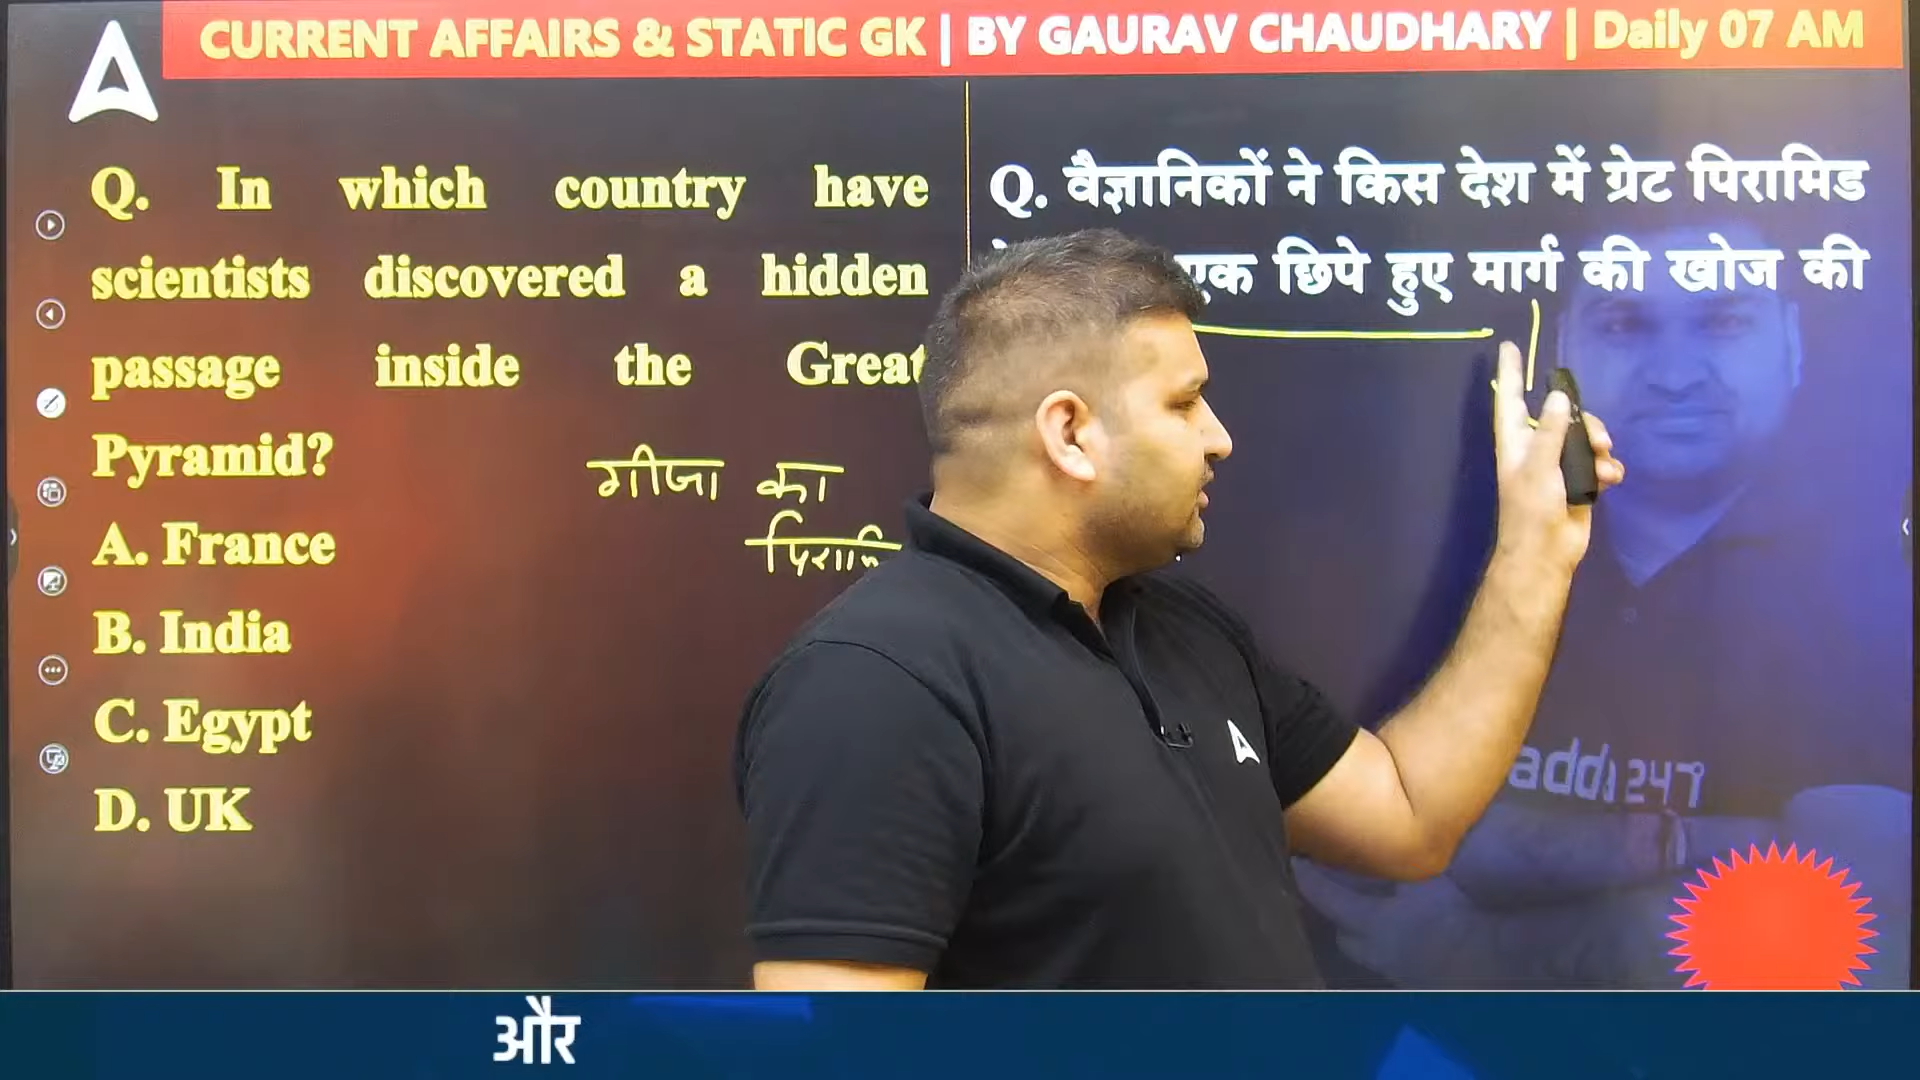 CURRENT AFFAIRS & STATIC GK | BY GAURAV CHAUDHARY | Daily 07 AM
Q. In which country have
scientists discovered a hidden
passage inside the Great
Pyramid?
A. France
B. India
C. Egypt
D. UK
गीजा का
Q. वैज्ञानिकों ने किस देश में ग्रेट पिरामिड
एक छिपे हुए मार्ग की खोज की
adda247
और